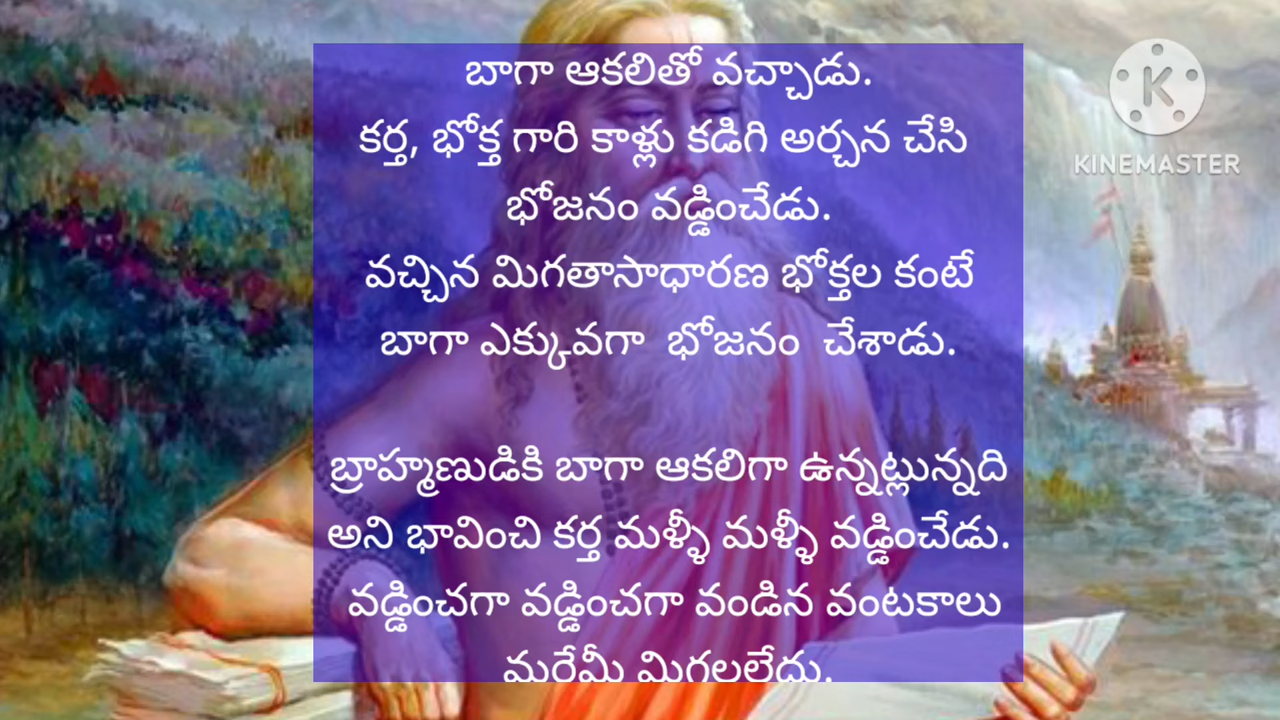 బాగా ఆకలితో వచ్చాడు.
కర్త, భోక్త గారి కాళ్లు కడిగి అర్చన చేసి
భోజనం వడ్డించేడు.
వచ్చిన మిగతాసాధారణ భోక్తల కంటే
బాగా ఎక్కువగా భోజనం చేశాడు.
బ్రాహ్మణుడికి బాగా ఆకలిగా ఉన్నట్లున్నది
అని భావించి కర్త మళ్ళీ మళ్ళీ వడ్డించేడు.
వడ్డించగా వడ్డించగా వండిన వంటకాలు
మరేమీ మిగలలేదు.
K
KINEMASTER